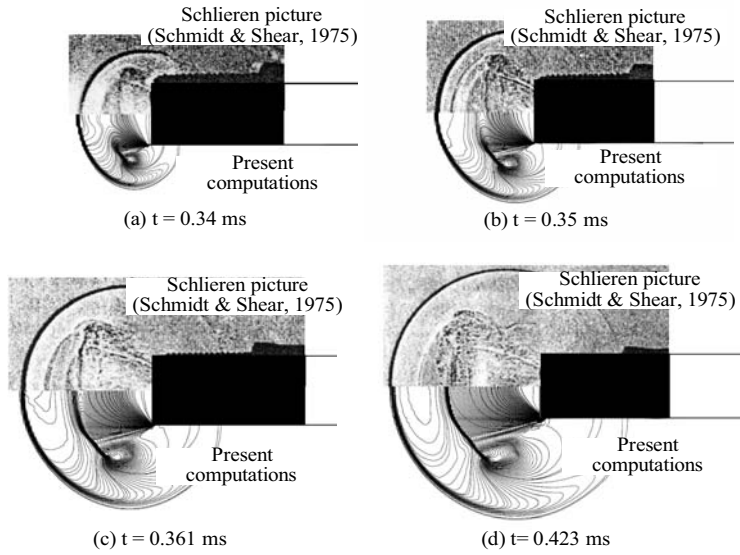 Schlieren picture
(Schmidt & Shear, 1975)
Present
computations
(a) t = 0.34 ms
Schlieren picture
(Schmidt & Shear, 1975)
Present
computations
(b) t = 0.35 ms
Schlieren picture
(Schmidt & Shear, 1975)
Present
computations
(c) t = 0.361 ms
Schlieren picture
(Schmidt & Shear, 1975)
Present
computations
(d) t= 0.423 ms